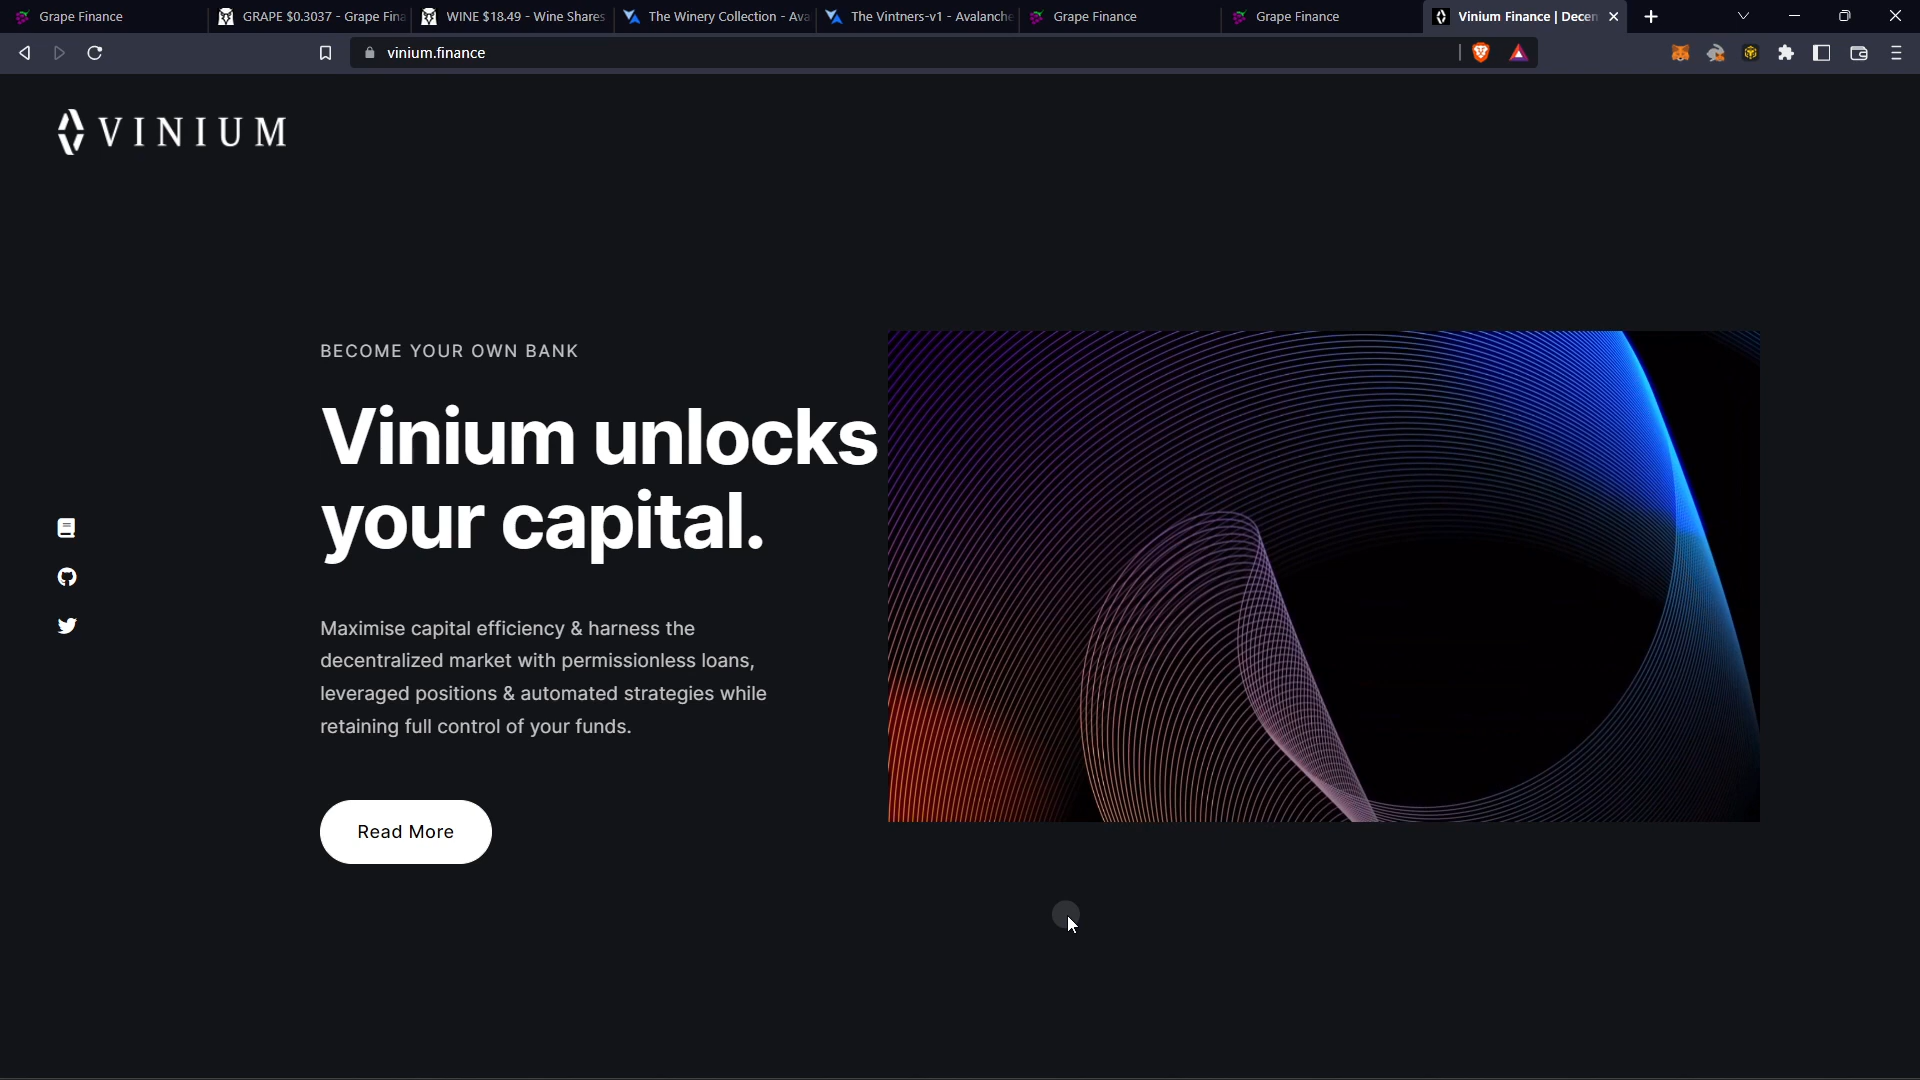 Grape Finance
GRAPE $0.3037 - Grape Fina
WINE $18.49 - Wine Shares
The Winery Collection - Ava
The Vintners-v1 - Avalanche
Grape Finance
Grape Finance
Vinium Finance | Decen
vinium.finance
VINIUM
BECOME YOUR OWN BANK
Vinium unlocks
your capital.
Maximise capital efficiency & harness the
decentralized market with permissionless loans,
leveraged positions & automated strategies while
retaining full control of your funds.
Read More